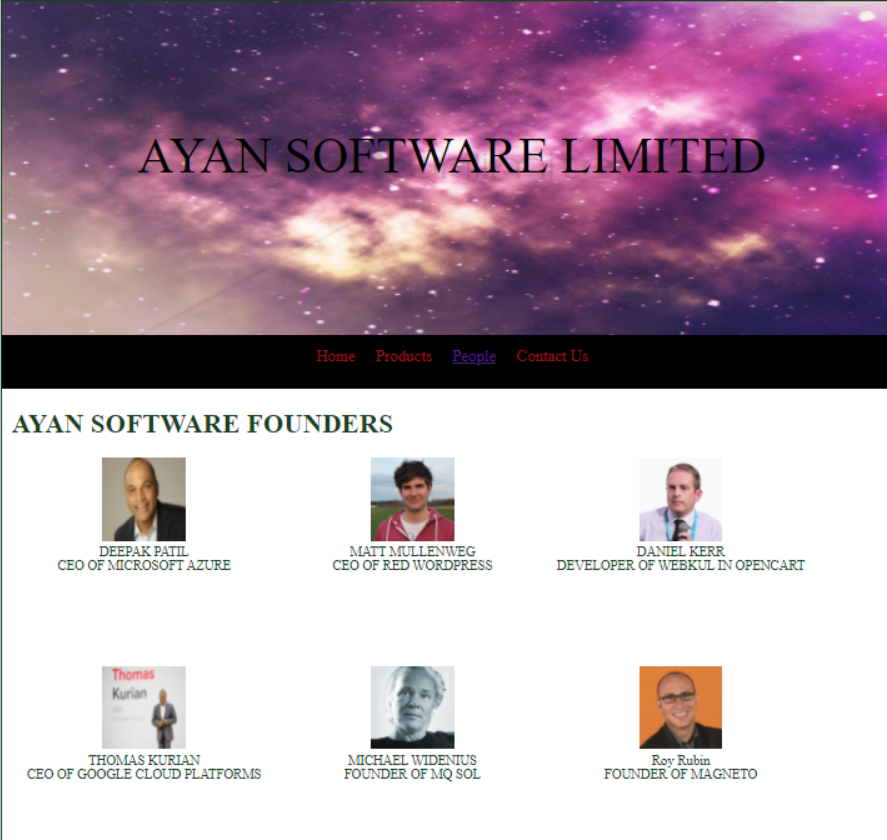 AYAN SOFTWARE LIMITED
Home Products People Contact Us
AYAN SOFTWARE FOUNDERS
DEEPAK PATIL
CEO OF MICROSOFT AZURE
MATT MULLENWEG
CEO OF RED WORDPRESS
DANIEL KERR
DEVELOPER OF WEBKUL IN OPENCART
Thomas
Kurian
THOMAS KURIAN
CEO OF GOOGLE CLOUD PLATFORMS
MICHAEL WIDENIUS
FOUNDER OF MQ SOL
Roy Rubin
FOUNDER OF MAGNETO